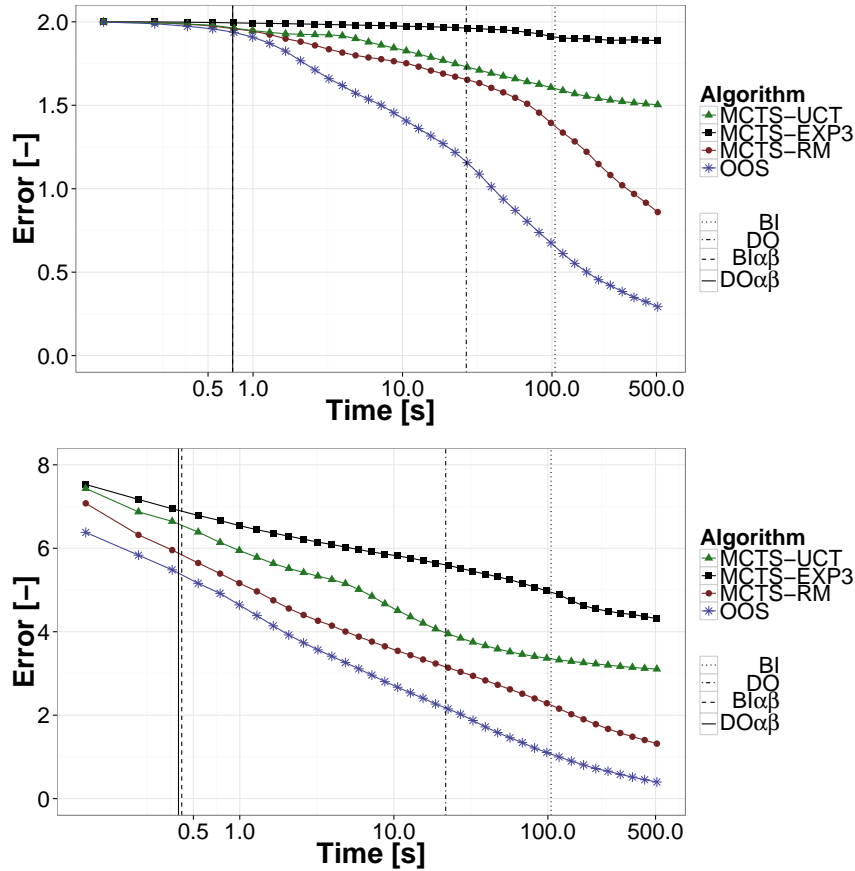 2.0
1.5
1.0
0.5
0.0
Error [−]
0.5
1.0
10.0
100.0
500.0
Time [s]
Algorithm
MCTS−UCT
MCTS−EXP3
MCTS−RM
OOS
BI
DO
BIαβ
DOαβ
8
6
4
2
0
Error [−]
0.5
1.0
10.0
100.0
500.0
Time [s]
Algorithm
MCTS−UCT
MCTS−EXP3
MCTS−RM
OOS
BI
DO
BIαβ
DOαβ